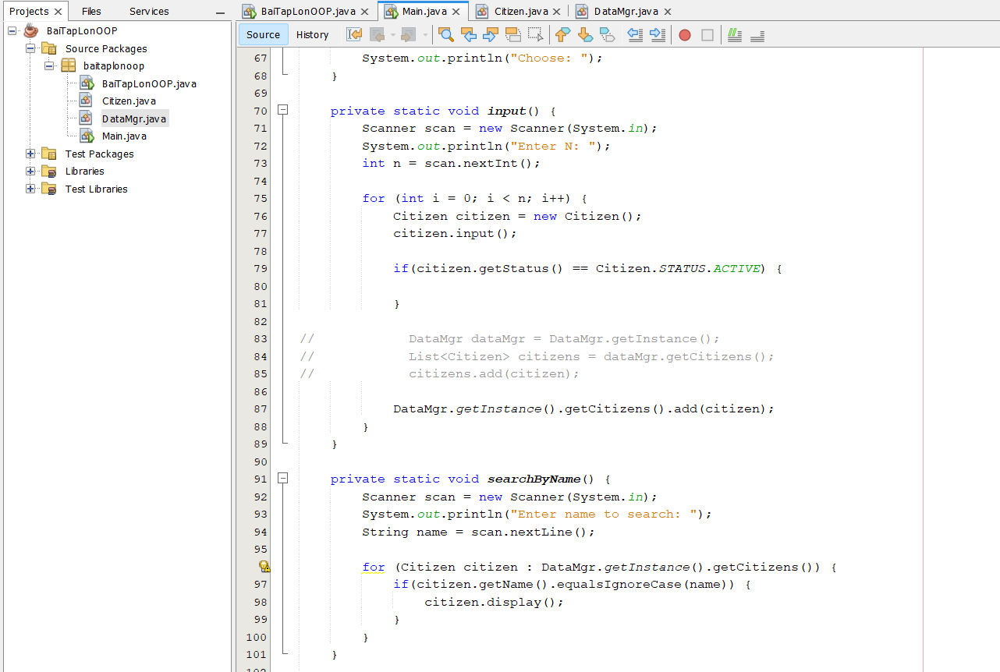 Projects Files Services
BaiTapLonOOP
Source Packages
baitaplonoop
BaiTapLonOOP.java
Citizen.java
DataMgr.java
Main.java
Test Packages
Libraries
Test Libraries
BaiTapLonOOP.java Main.java Citizen.java DataMgr.java
Source History
67 System.out.println("Choose: ");
68 }
69
70 private static void input() {
71 Scanner scan = new Scanner(System.in);
72 System.out.println("Enter N: ");
73 int n = scan.nextInt();
74
75 for (int i = 0; i < n; i++) {
76 Citizen citizen = new Citizen();
77 citizen.input();
78
79 if(citizen.getStatus() == Citizen.STATUS.ACTIVE) {
80
81 }
82
83 // DataMgr dataMgr = DataMgr.getInstance();
84 // List<Citizen> citizens = dataMgr.getCitizens();
85 // citizens.add(citizen);
86
87 DataMgr.getInstance().getCitizens().add(citizen);
88 }
89 }
90
91 private static void searchByName() {
92 Scanner scan = new Scanner(System.in);
93 System.out.println("Enter name to search: ");
94 String name = scan.nextLine();
95
for (Citizen citizen : DataMgr.getInstance().getCitizens()) {
97 if(citizen.getName().equalsIgnoreCase(name)) {
98 citizen.display();
99 }
100 }
101 }